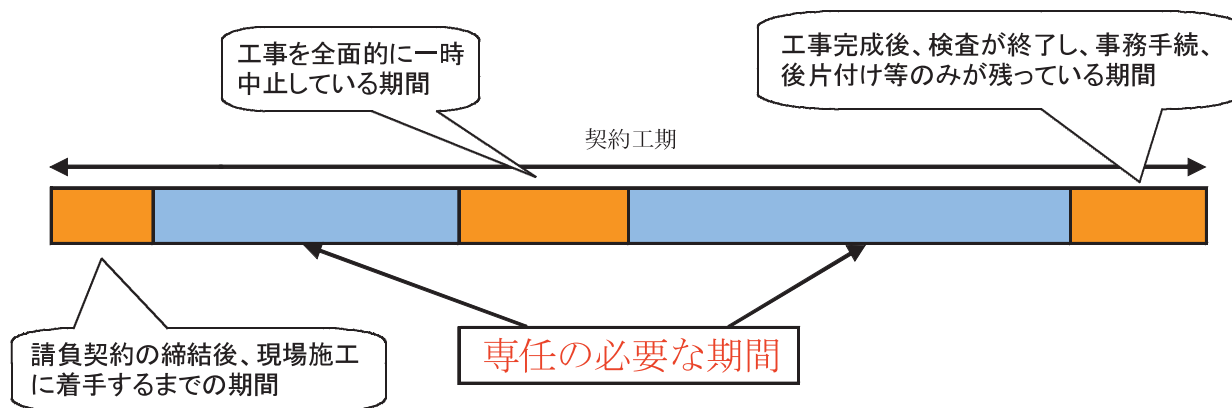 工事を全面的に一時
中止している期間
工事完成後、検査が終了し、事務手続、
後片付け等のみが残っている期間
契約工期
請負契約の締結後、現場施工
に着手するまでの期間
専任の必要な期間